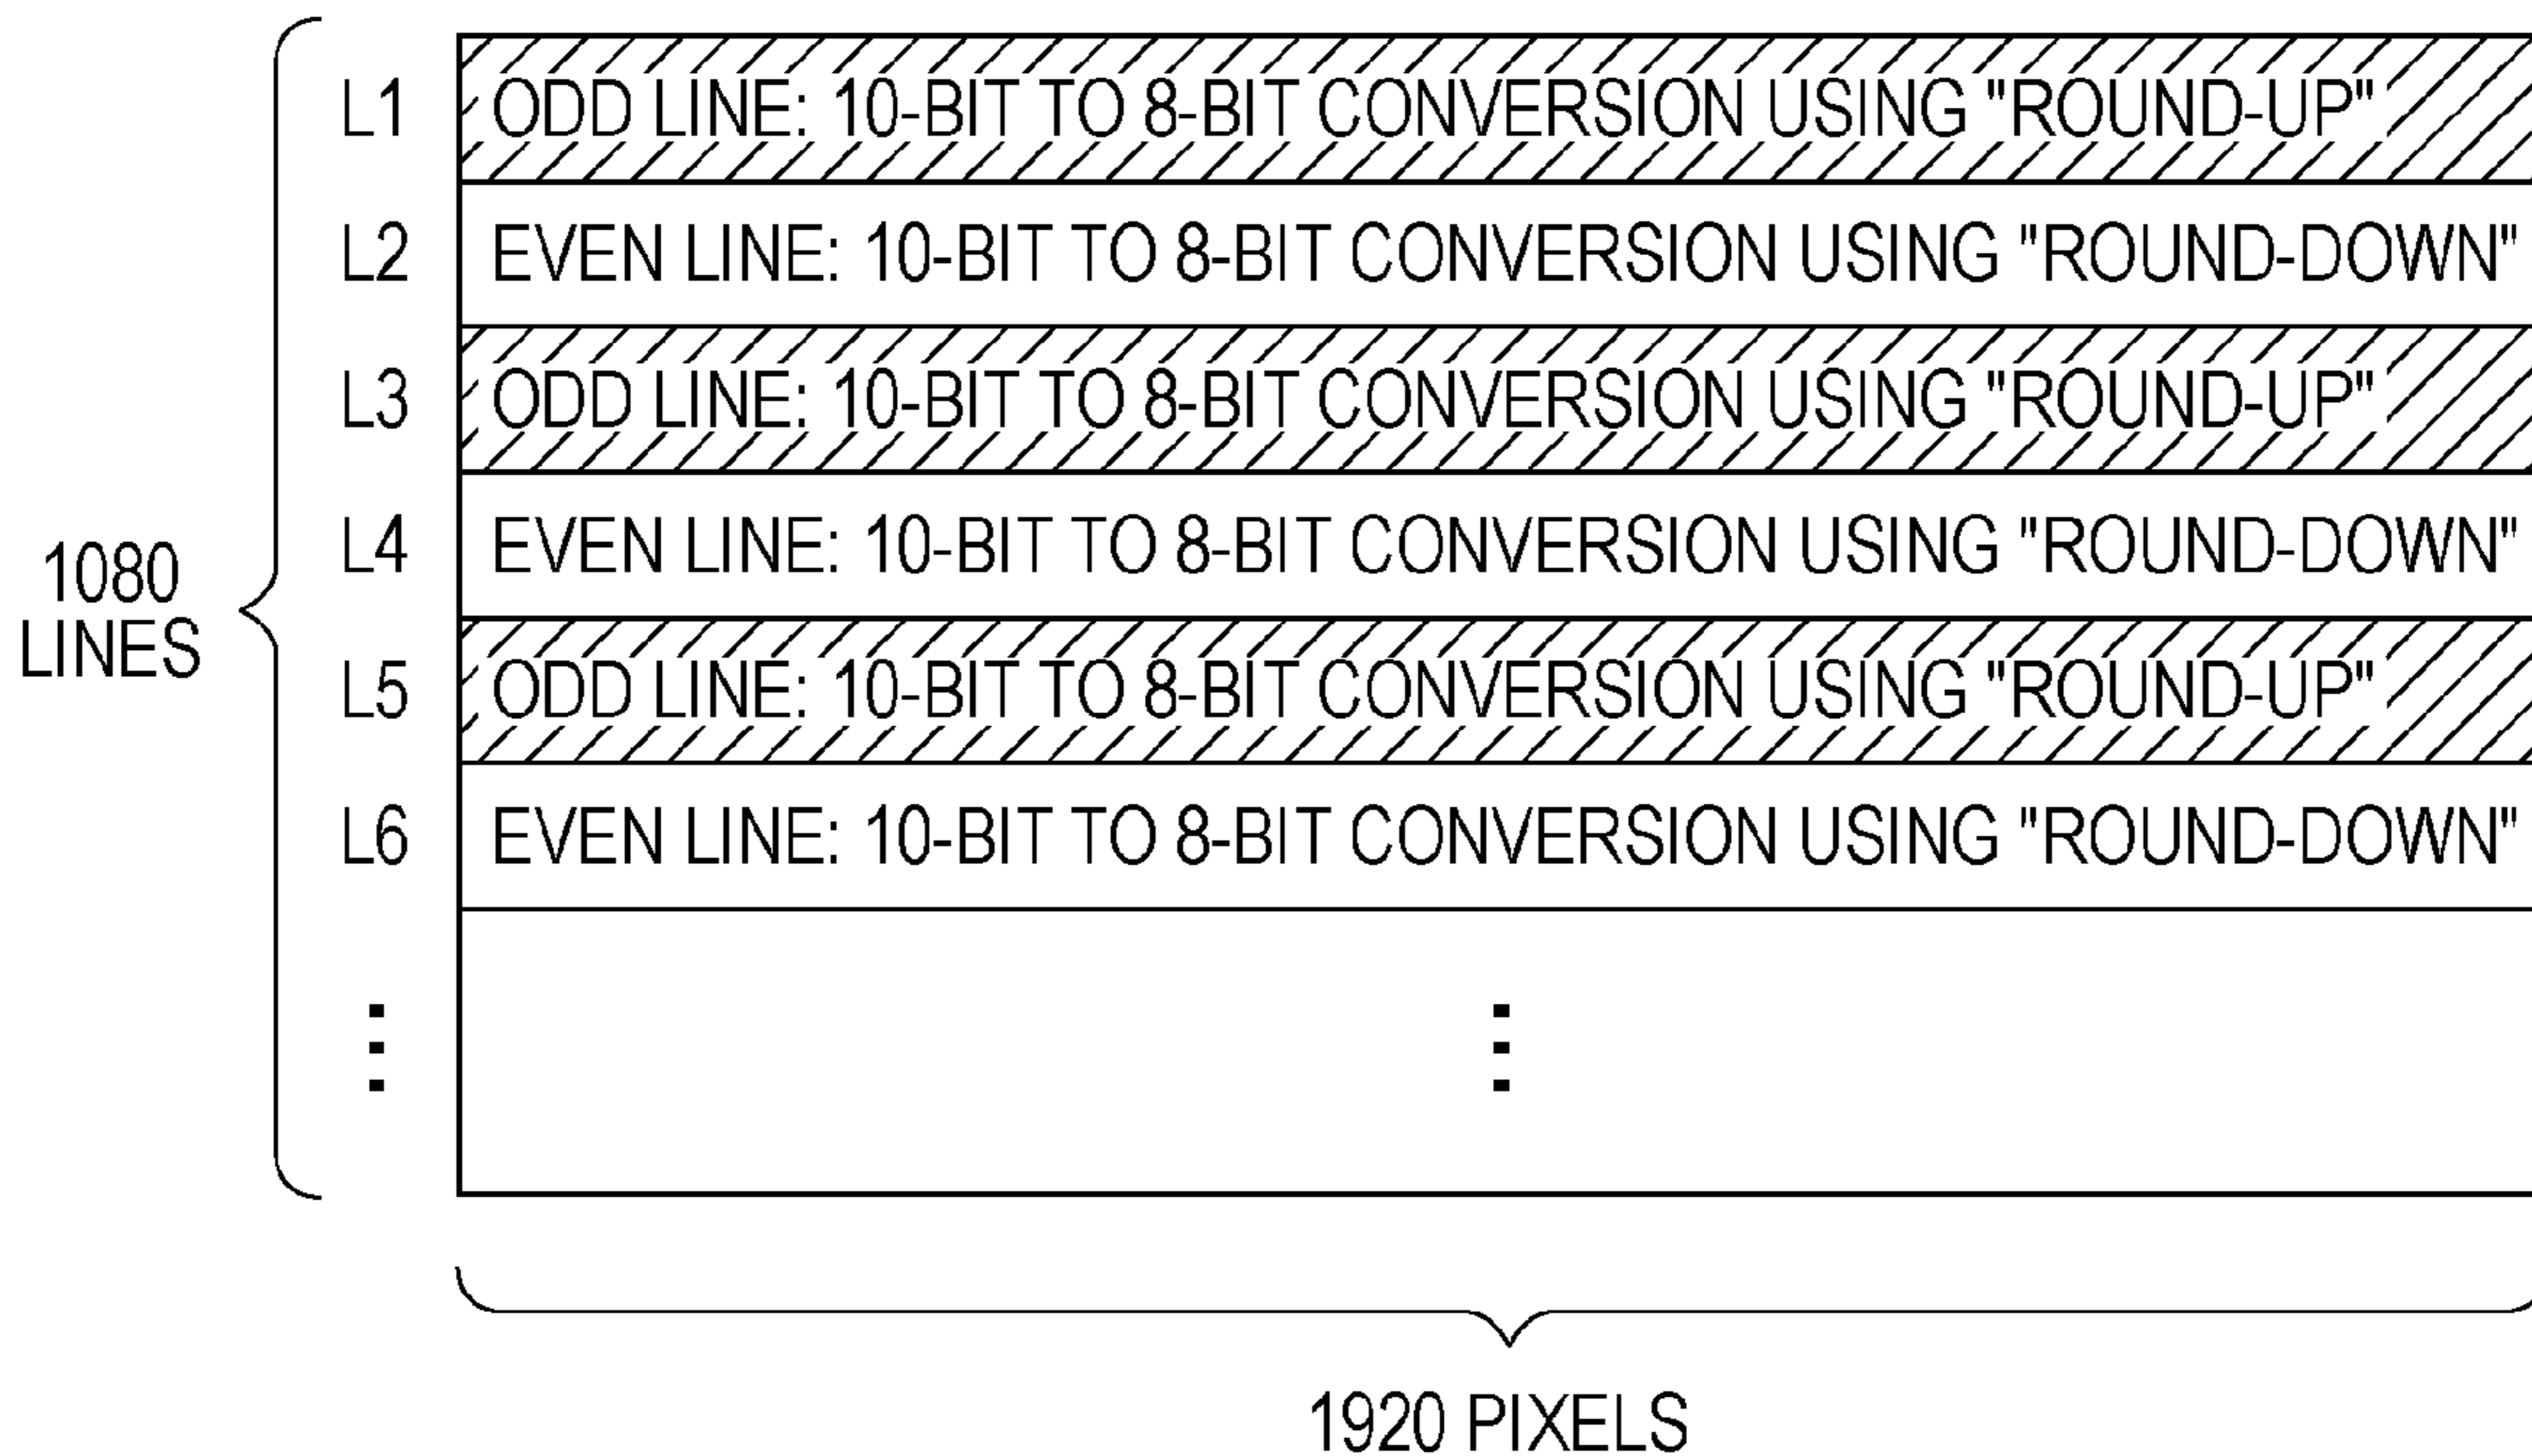 L1 ODD LINE: 10-BIT TO 8-BIT CONVERSION USING "ROUND-UP"
L2 EVEN LINE: 10-BIT TO 8-BIT CONVERSION USING "ROUND-DOWN"
L3 ODD LINE: 10-BIT TO 8-BIT CONVERSION USING "ROUND-UP"
L4 EVEN LINE: 10-BIT TO 8-BIT CONVERSION USING "ROUND-DOWN"
1080
LINES
L5 ODD LINE: 10-BIT TO 8-BIT CONVERSION USING "ROUND-UP"
L6 EVEN LINE: 10-BIT TO 8-BIT CONVERSION USING "ROUND-DOWN"
1920 PIXELS